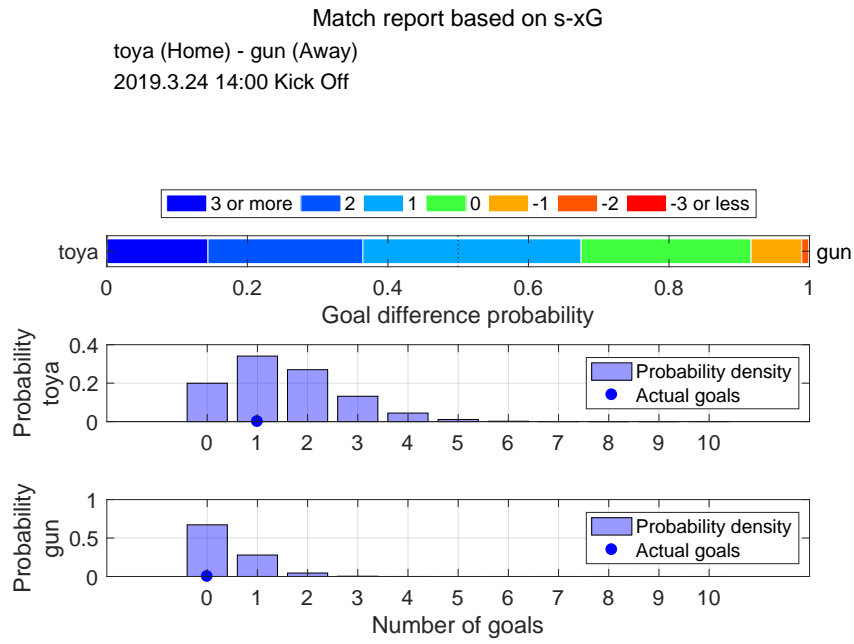 Match report based on s-xG
toya (Home) - gun (Away)
2019.3.24 14:00 Kick Off
3 or more 2 1 0 -1 -2 -3 or less
toya gun
0 0.2 0.4 0.6 0.8 1
Goal difference probability
Probability
toya
0.4
0.2
0
Probability density
Actual goals
0 1 2 3 4 5 6 7 8 9 10
Probability
gun
1
0.5
0
Probability density
Actual goals
0 1 2 3 4 5 6 7 8 9 10
Number of goals